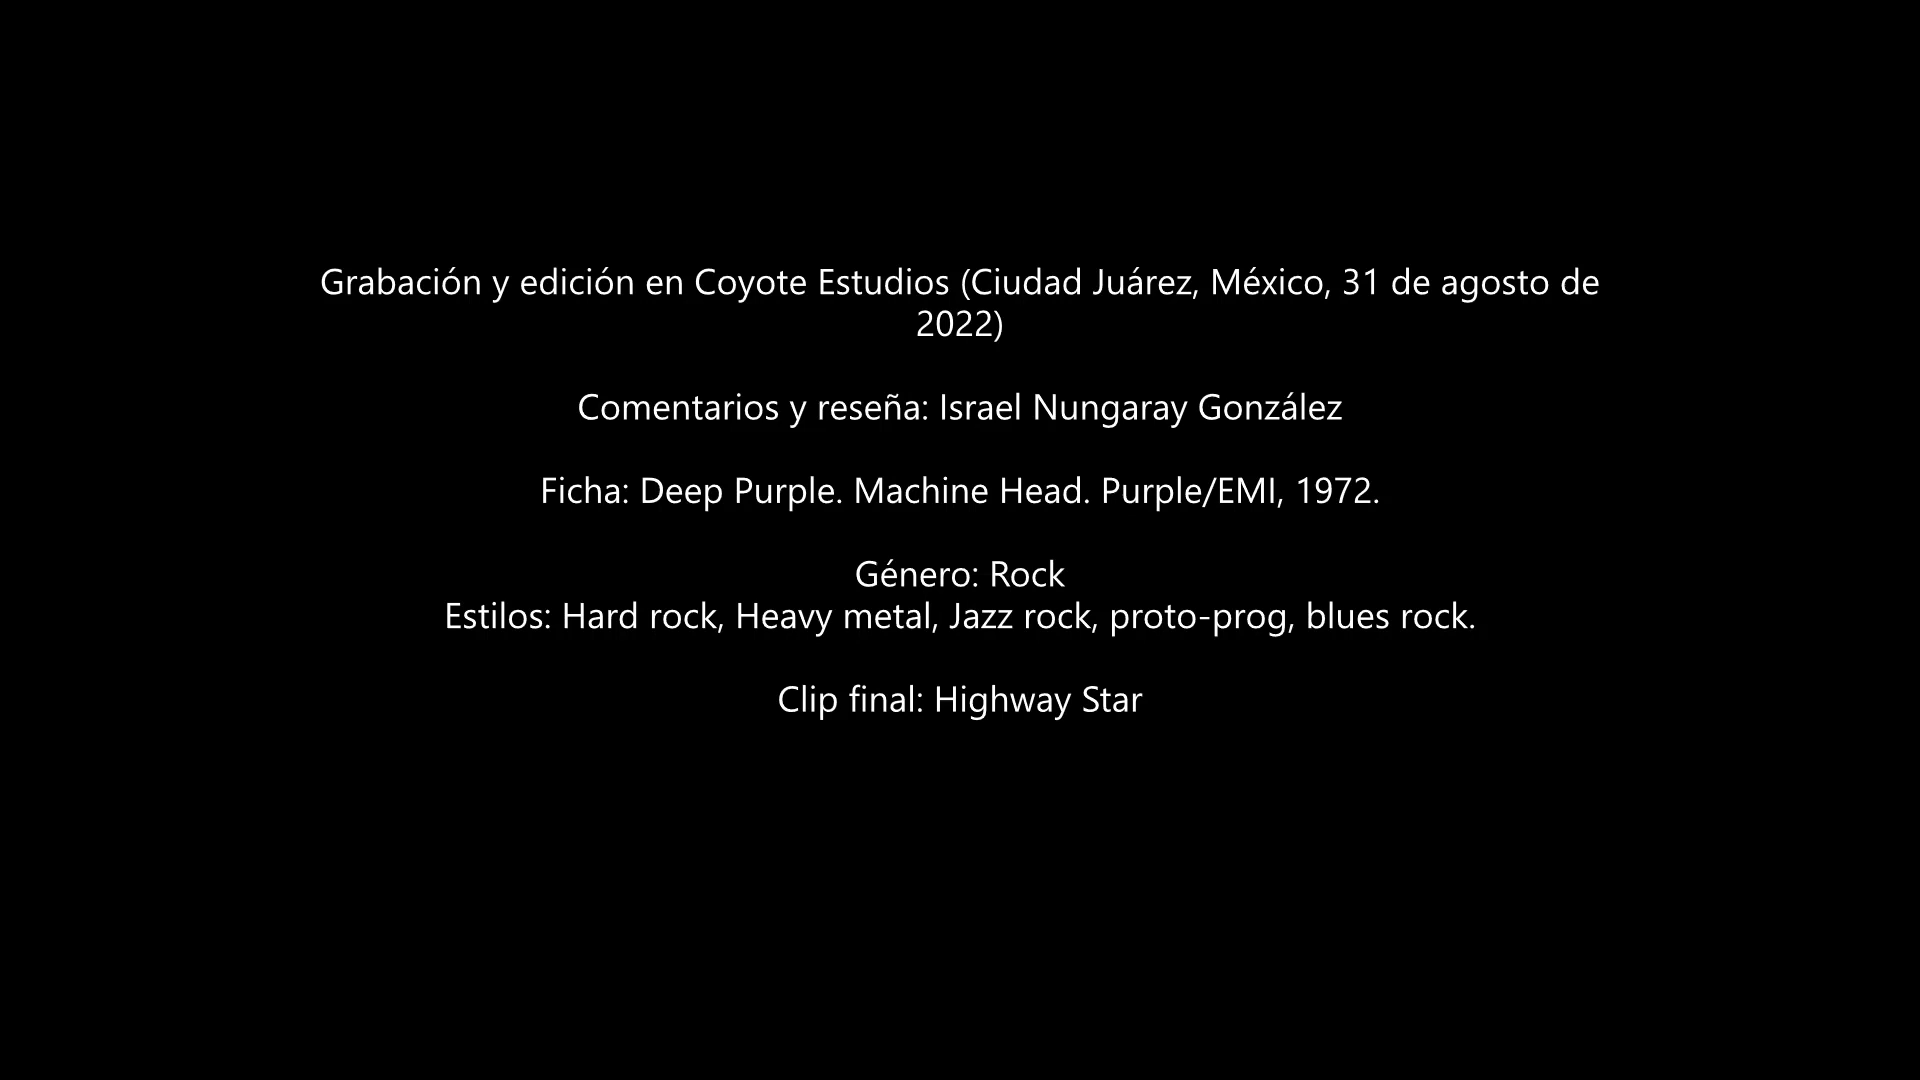 Grabación y edición en Coyote Estudios (Ciudad Juárez, México, 31 de agosto de
2022)
Comentarios y reseña: Israel Nungaray González
Ficha: Deep Purple. Machine Head. Purple/EMI, 1972.
Género: Rock
Estilos: Hard rock, Heavy metal, Jazz rock, proto-prog, blues rock.
Clip final: Highway Star